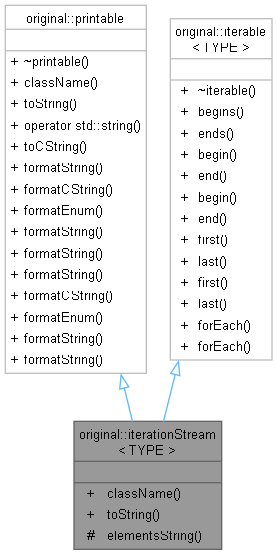 original::printable
+ ~printable()
+ className()
+ toString()
+ operator std::string()
+ toCString()
+ formatString()
+ formatCString()
+ formatEnum()
+ formatString()
+ formatString()
+ formatString()
+ formatCString()
+ formatEnum()
+ formatString()
+ formatString()
original::iterable
< TYPE >
+ ~iterable()
+ begins()
+ ends()
+ begin()
+ end()
+ begin()
+ end()
+ first()
+ last()
+ first()
+ last()
+ forEach()
+ forEach()
original::iterationStream
< TYPE >
+ className()
+ toString()
# elementsString()